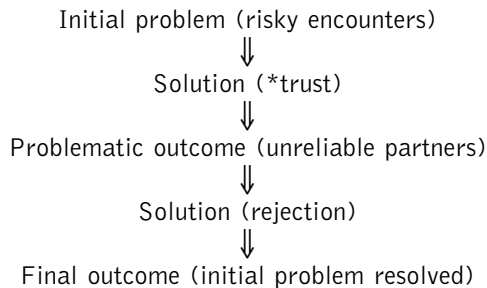 Initial problem (risky encounters)
⇓
Solution (*trust)
⇓
Problematic outcome (unreliable partners)
⇓
Solution (rejection)
⇓
Final outcome (initial problem resolved)